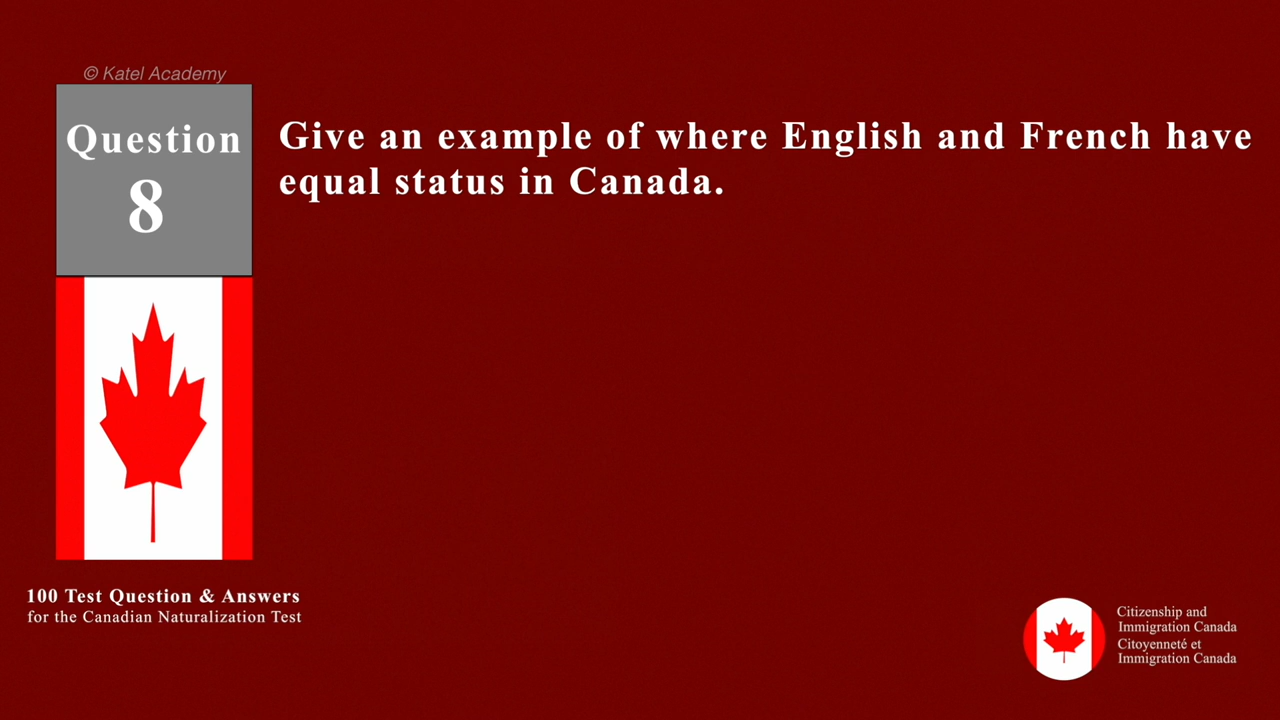 © Katel Academy
Question
8
Give an example of where English and French have
equal status in Canada.
100 Test Question & Answers
for the Canadian Naturalization Test
Citizenship and
Immigration Canada
Citoyenneté et
Immigration Canada